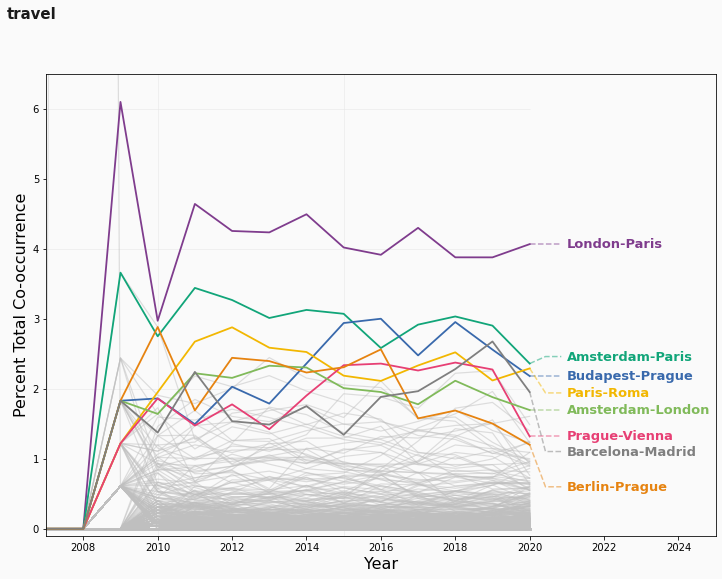 travel
Percent Total Co-occurrence
6
5
4
3
2
1
0
London-Paris
Amsterdam-Paris
Budapest-Prague
Paris-Roma
Amsterdam-London
Prague-Vienna
Barcelona-Madrid
Berlin-Prague
2008 2010 2012 2014 2016 2018 2020 2022 2024
Year